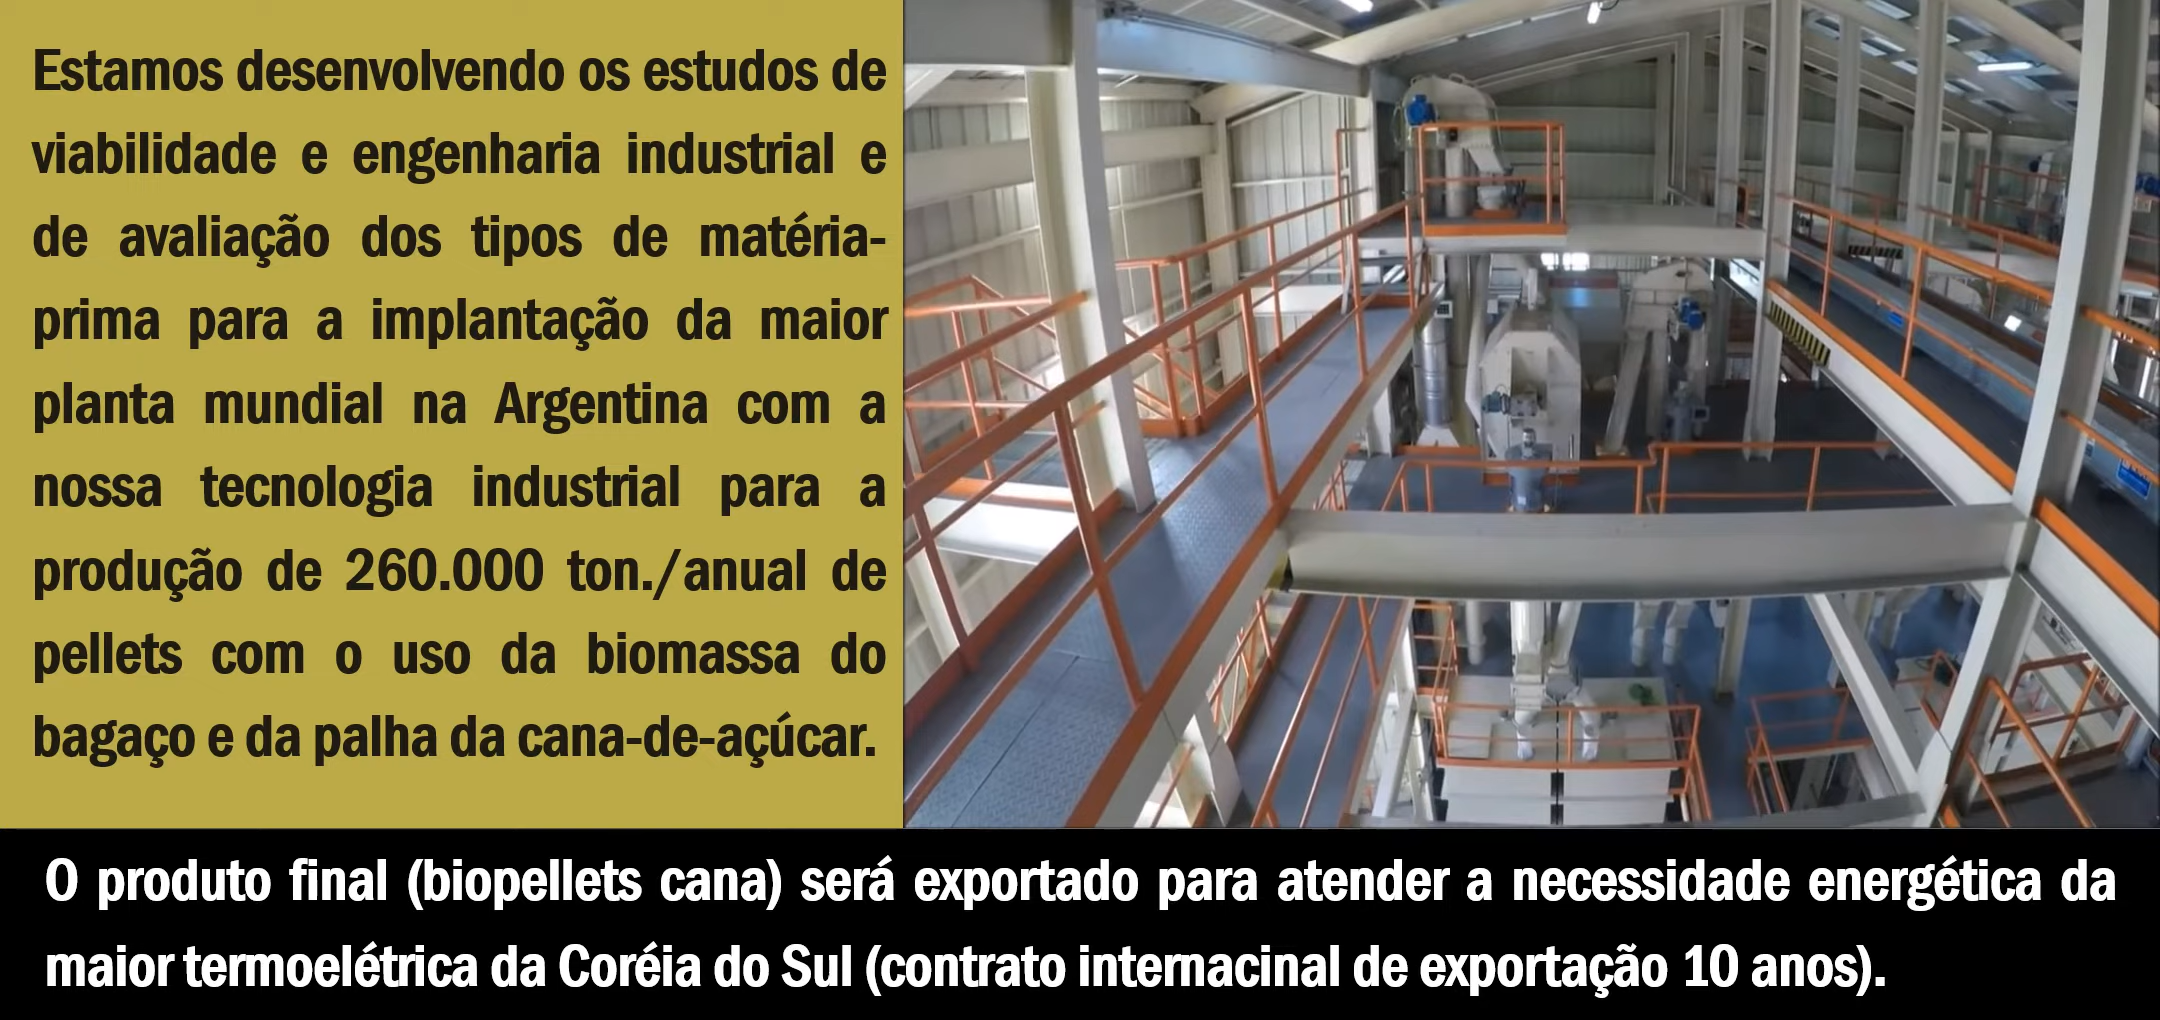 Estamos desenvolvendo os estudos de
viabilidade e engenharia industrial e
de avaliação dos tipos de matéria-
prima para a implantação da maior
planta mundial na Argentina com a
nossa tecnologia industrial para a
produção de 260.000 ton./anual de
pellets com o uso da biomassa do
bagaço e da palha da cana-de-açúcar.
O produto final (biopellets cana) será exportado para atender a necessidade energética da
maior termoelétrica da Coréia do Sul (contrato internacinal de exportação 10 anos).